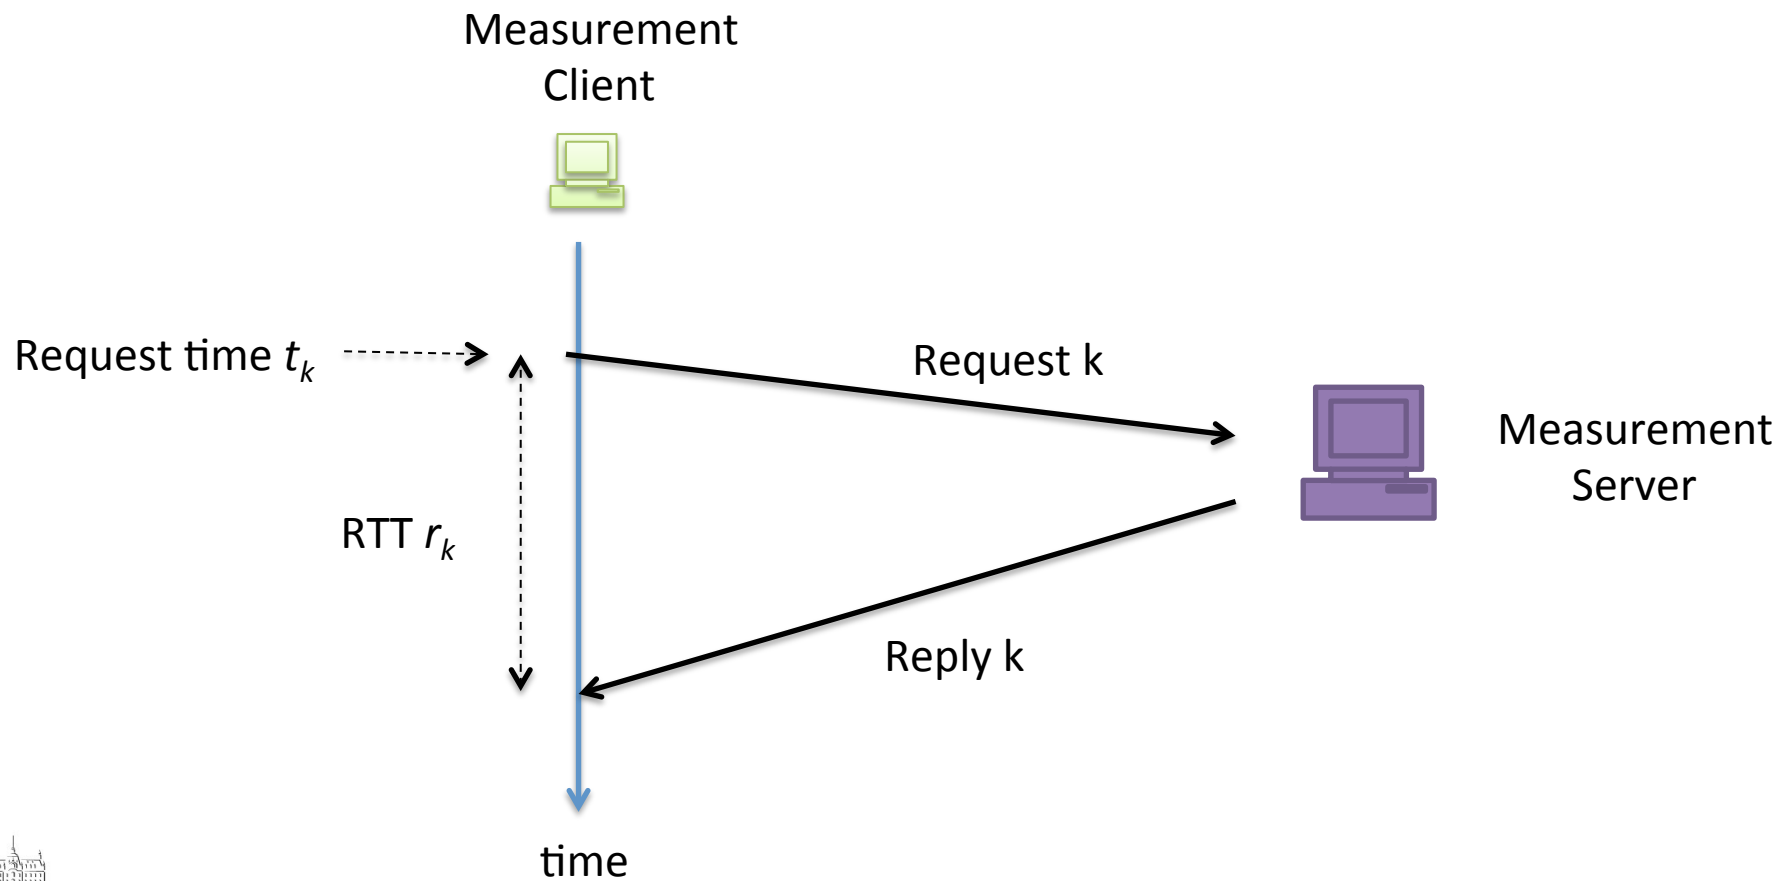 Measurement
Client
Request time t_k
Request k
Measurement
Server
RTT r_k
Reply k
time